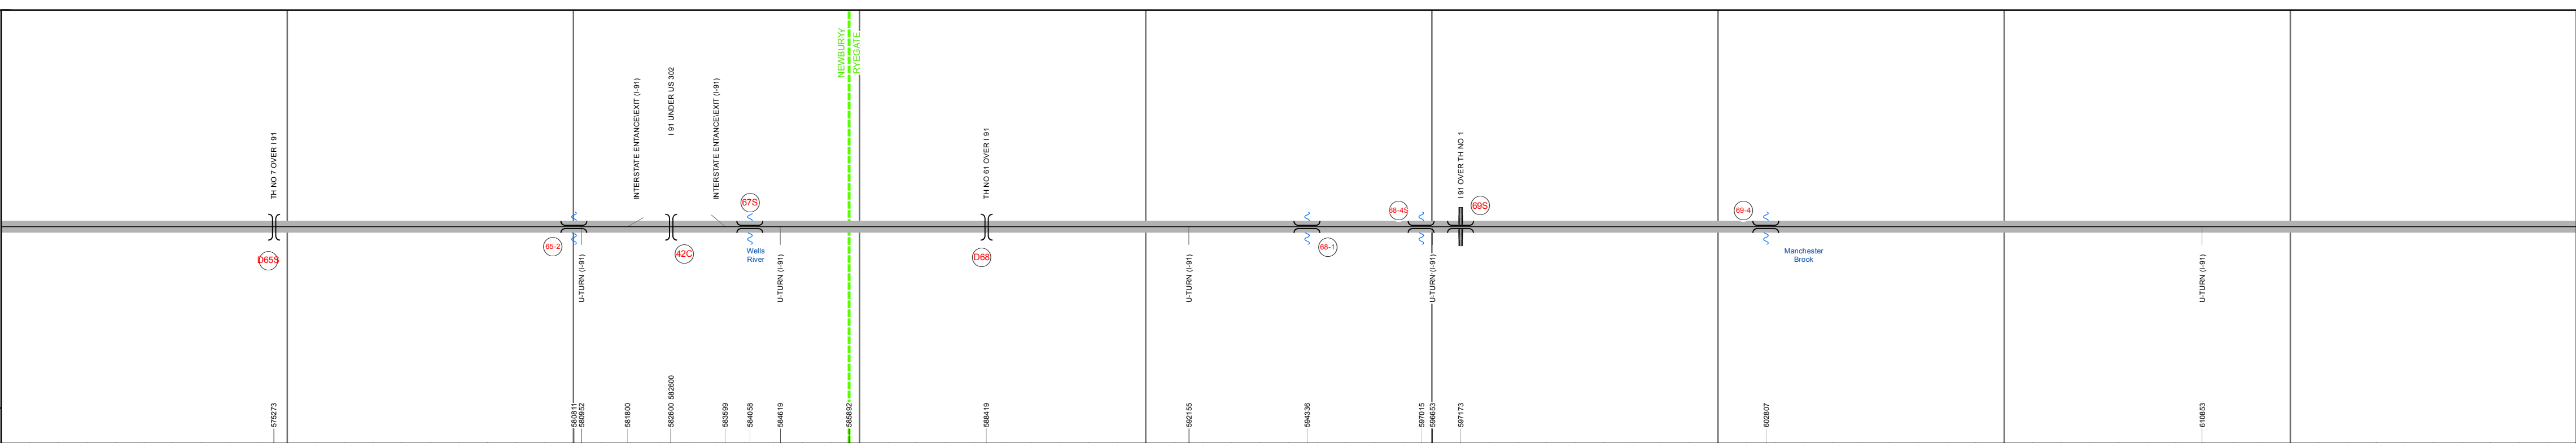 NEWBURY
RYEGATE
TH NO 7 OVER I 91
INTERSTATE ENTANCE\EXIT (I-91)
I 91 UNDER US 302
INTERSTATE ENTANCE\EXIT (I-91)
TH NO 61 OVER I 91
I 91 OVER TH NO 1
67S
68-4S
69S
69-4
D65S
65-2
42C
Wells
River
D68
68-1
Manchester
Brook
U-TURN (I-91)
U-TURN (I-91)
U-TURN (I-91)
U-TURN (I-91)
U-TURN (I-91)
575273
580811
580952
581800
582600 582600
583599
584058
584619
585892
588419
592155
594336
597015
596653
597173
602807
610853